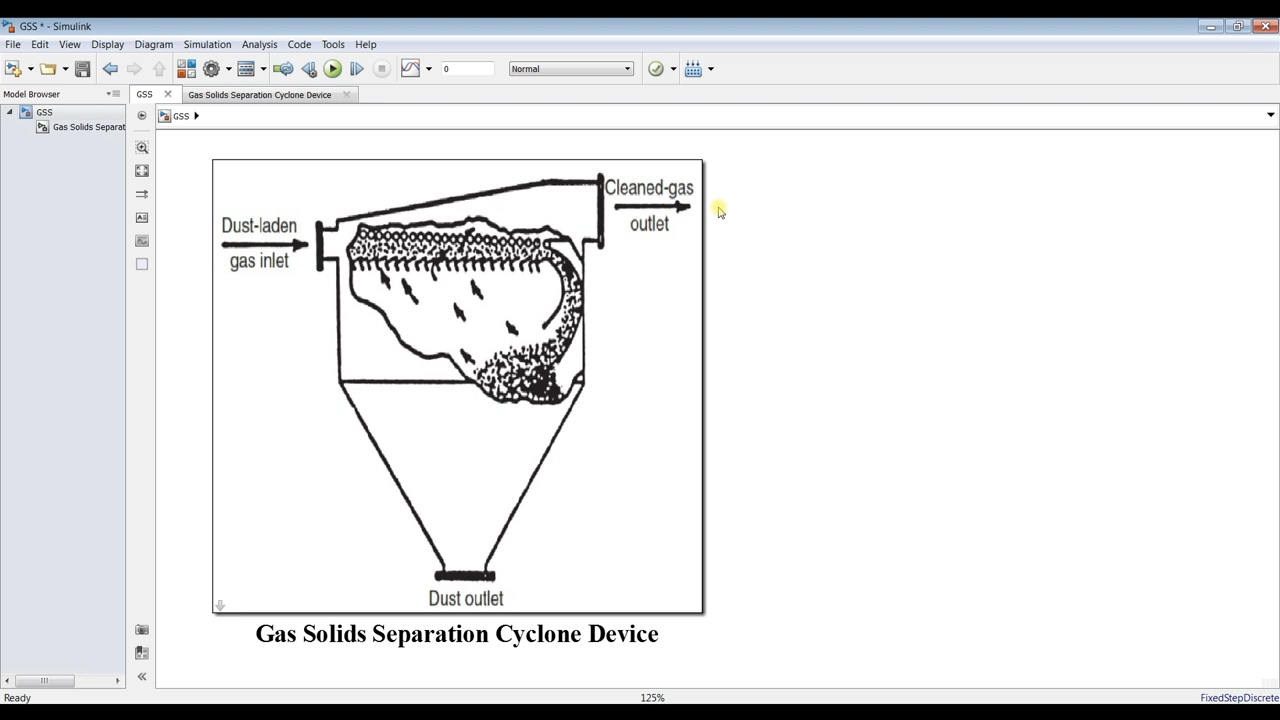 GSS * - Simulink
File Edit View Display Diagram Simulation Analysis Code Tools Help
0 Normal
Model Browser GSS Gas Solids Separation Cyclone Device
GSS GSS
Gas Solids Separat
Cleaned-gas
outlet
Dust-laden
gas inlet
Dust outlet
Gas Solids Separation Cyclone Device
Ready 125% FixedStepDiscrete